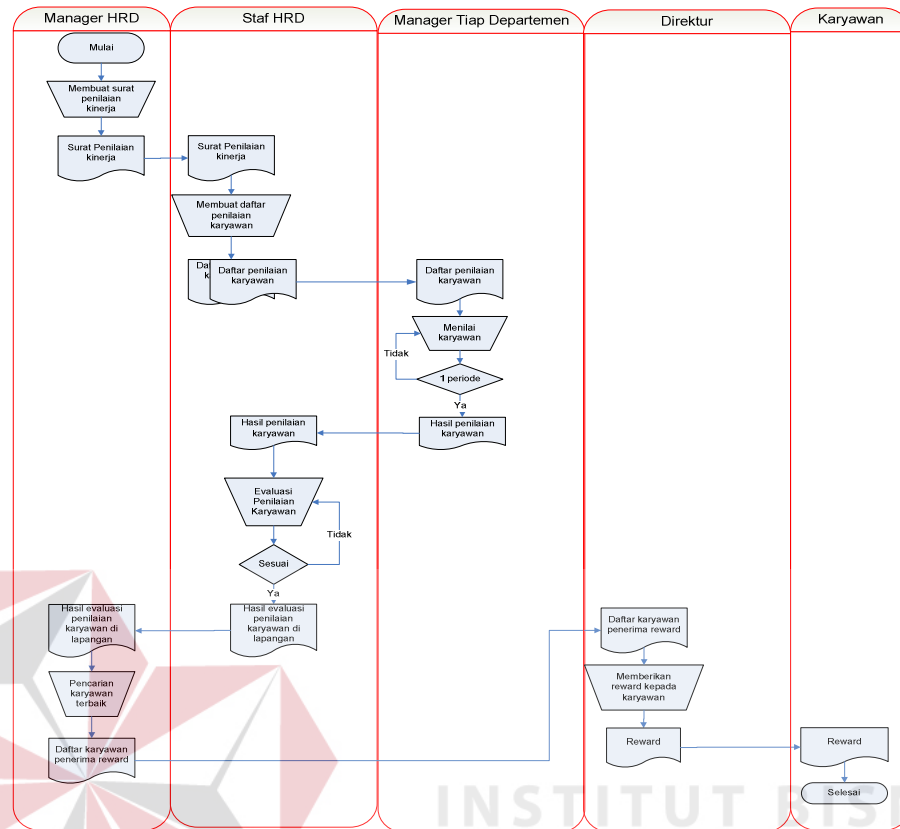 Manager HRD
Staf HRD
Manager Tiap Departemen
Direktur
Karyawan
Mulai
Membuat surat
penilaian
kinerja
Surat Penilaian
kinerja
Surat Penilaian
kinerja
Membuat daftar
penilaian
karyawan
Da
k
Daftar penilaian
karyawan
Daftar penilaian
karyawan
Menilai
karyawan
Tidak
1 periode
Ya
Hasil penilaian
karyawan
Hasil penilaian
karyawan
Evaluasi
Penilaian
Karyawan
Tidak
Sesuai
Ya
Hasil evaluasi
penilaian
karyawan di
lapangan
Hasil evaluasi
penilaian
karyawan di
lapangan
Pencarian
karyawan
terbaik
Daftar karyawan
penerima reward
Daftar karyawan
penerima reward
Memberikan
reward kepada
karyawan
Reward
Reward
Selesai
INSTITUT BISN